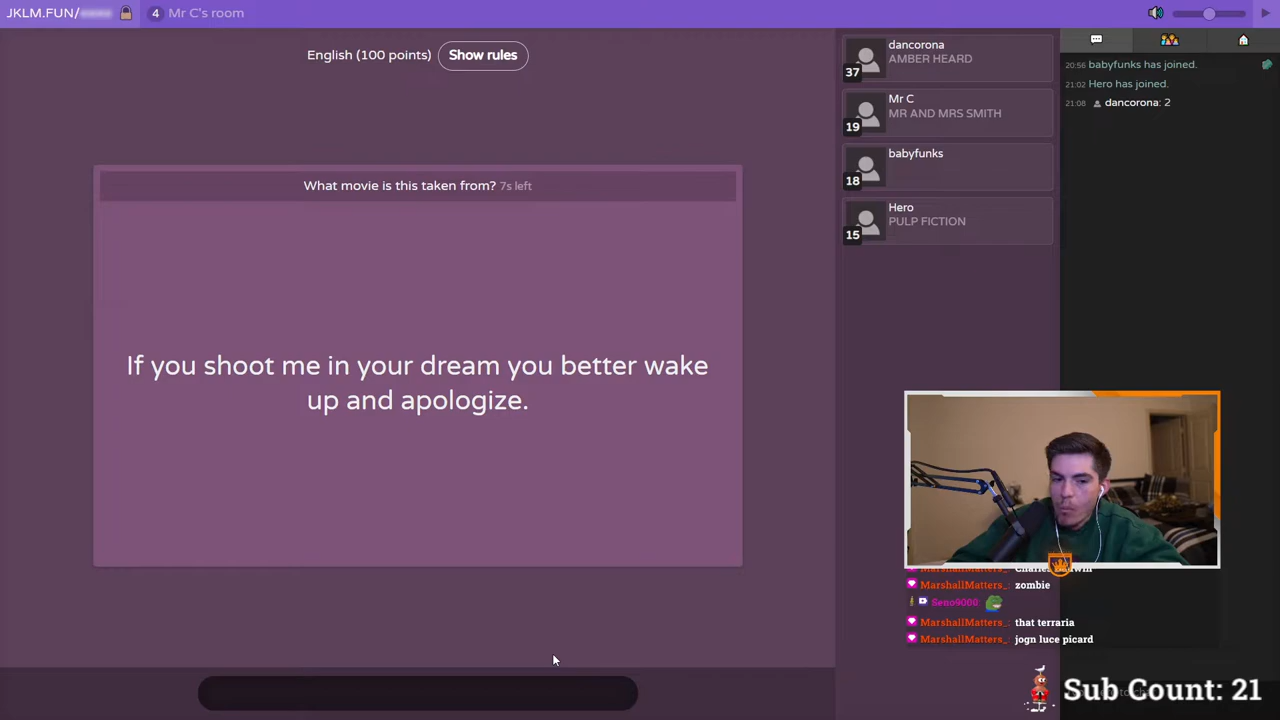 JKLM.FUN/
4 Mr C's room
English (100 points) Show rules
What movie is this taken from? 7s left
If you shoot me in your dream you better wake
up and apologize.
dancorona
AMBER HEARD
37
Mr C
MR AND MRS SMITH
19
babyfunks
18
Hero
PULP FICTION
15
20:56 babyfunks has joined.
21:02 Hero has joined.
21:08 dancorona: 2
MarshallMatters_: zombie
Seno9000
MarshallMatters_: that terraria
MarshallMatters_: jogn luce picard
Sub Count: 21